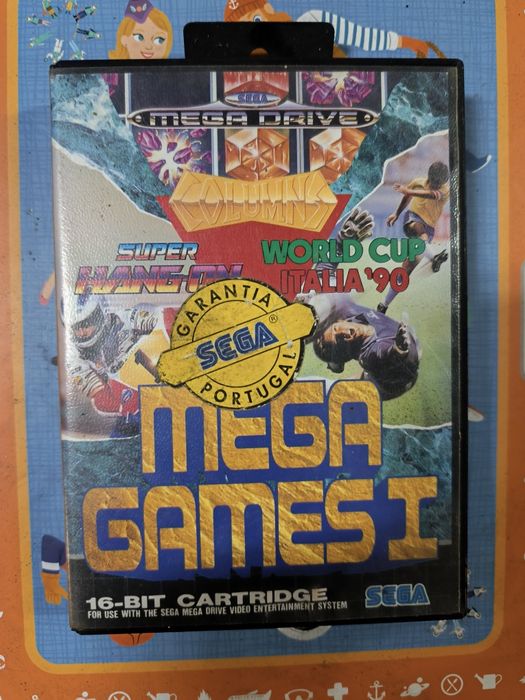 SEGA
MEGA DRIVE
COLUMNS
SUPER
HANG-ON
WORLD CUP
ITALIA '90
GARANTIA
SEGA®
PORTUGAL
MEGA
GAMES I
16-BIT CARTRIDGE
FOR USE WITH THE SEGA MEGA DRIVE VIDEO ENTERTAINMENT SYSTEM
SEGA